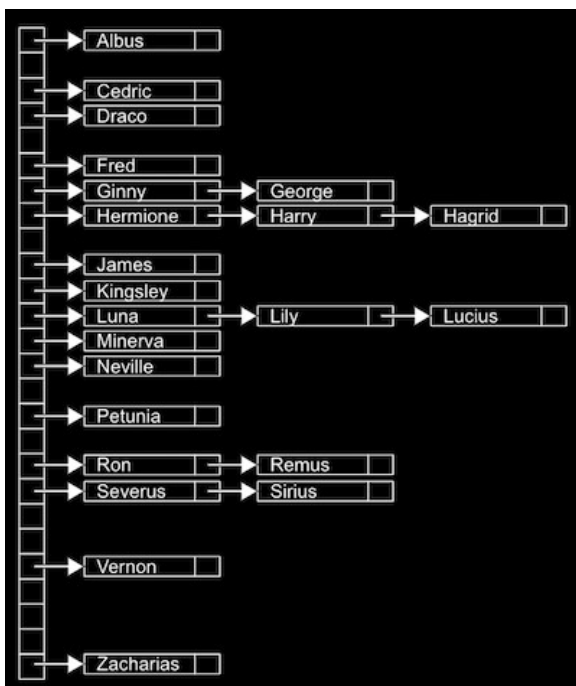 Albus
Cedric
Draco
Fred
Ginny George
Hermione Harry Hagrid
James
Kingsley
Luna Lily Lucius
Minerva
Neville
Petunia
Ron Remus
Severus Sirius
Vernon
Zacharias